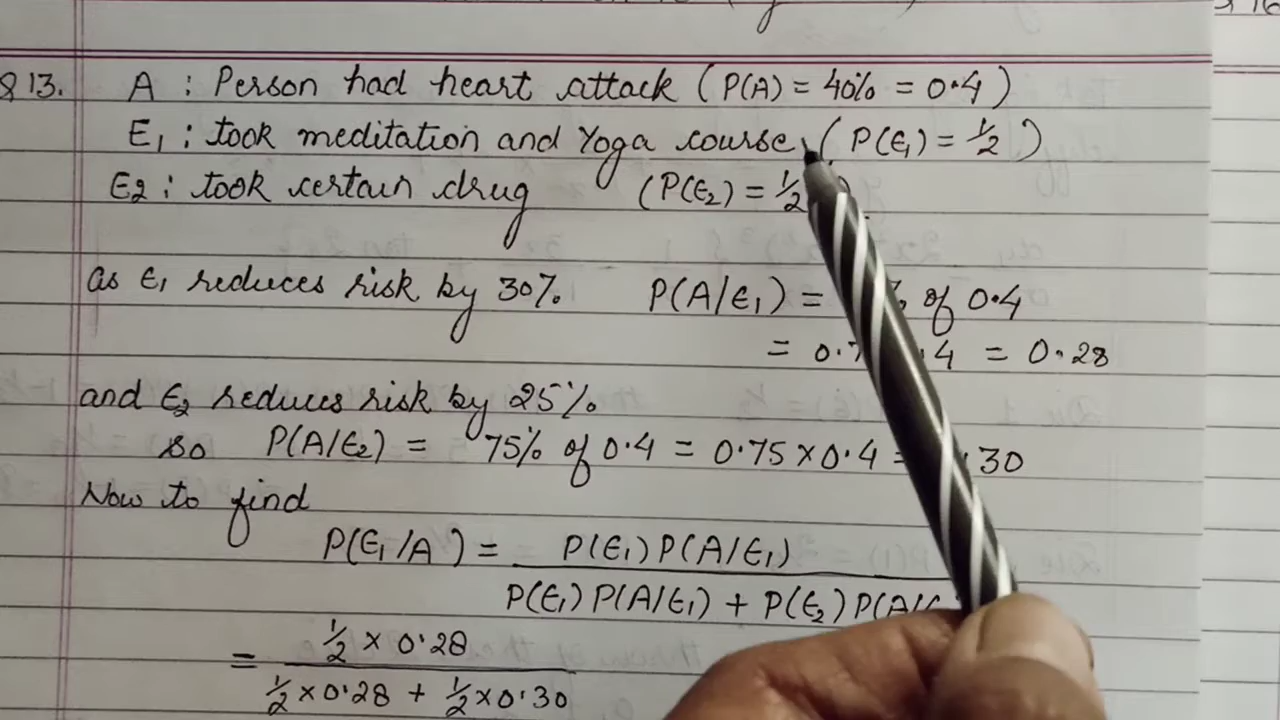 Q 13. A : Person had heart attack (P(A) = 40% = 0.4)
E₁ : took meditation and Yoga course (P(E₁) = ½)
E₂ : took certain drug (P(E₂) = ½)
as E₁ reduces risk by 30% P(A/E₁) = % of 0.4
= 0.7 .4 = 0.28
and E₂ reduces risk by 25%
so P(A/E₂) = 75% of 0.4 = 0.75 × 0.4 = .30
Now to find
P(E₁/A) = P(E₁) P(A/E₁)
P(E₁) P(A/E₁) + P(E₂) P(A/
= ½ × 0.28
½ × 0.28 + ½ × 0.30